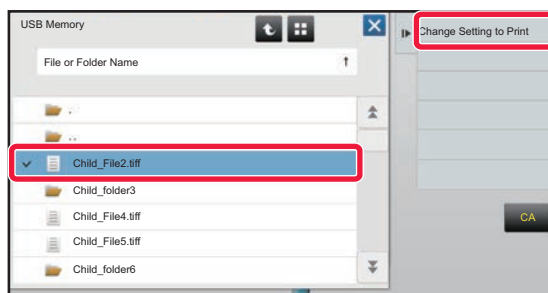 USB Memory
Change Setting to Print
File or Folder Name
.
..
Child_File2.tiff
Child_folder3
Child_File4.tiff
Child_File5.tiff
Child_folder6
CA